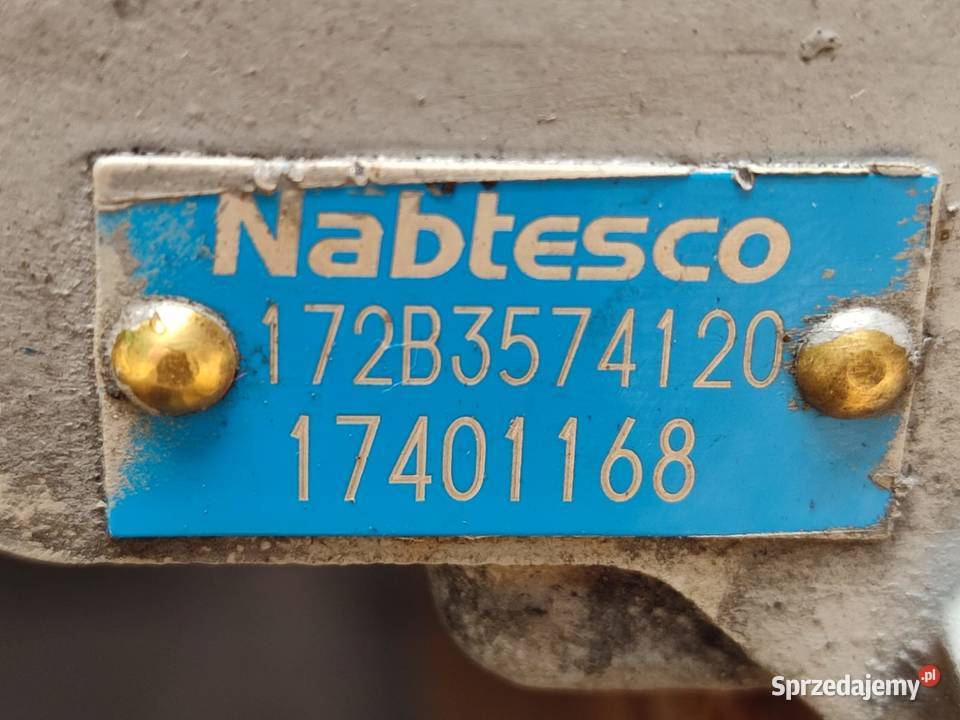 Nabtesco
172B3574120
17401168
Sprzedajemy.pl